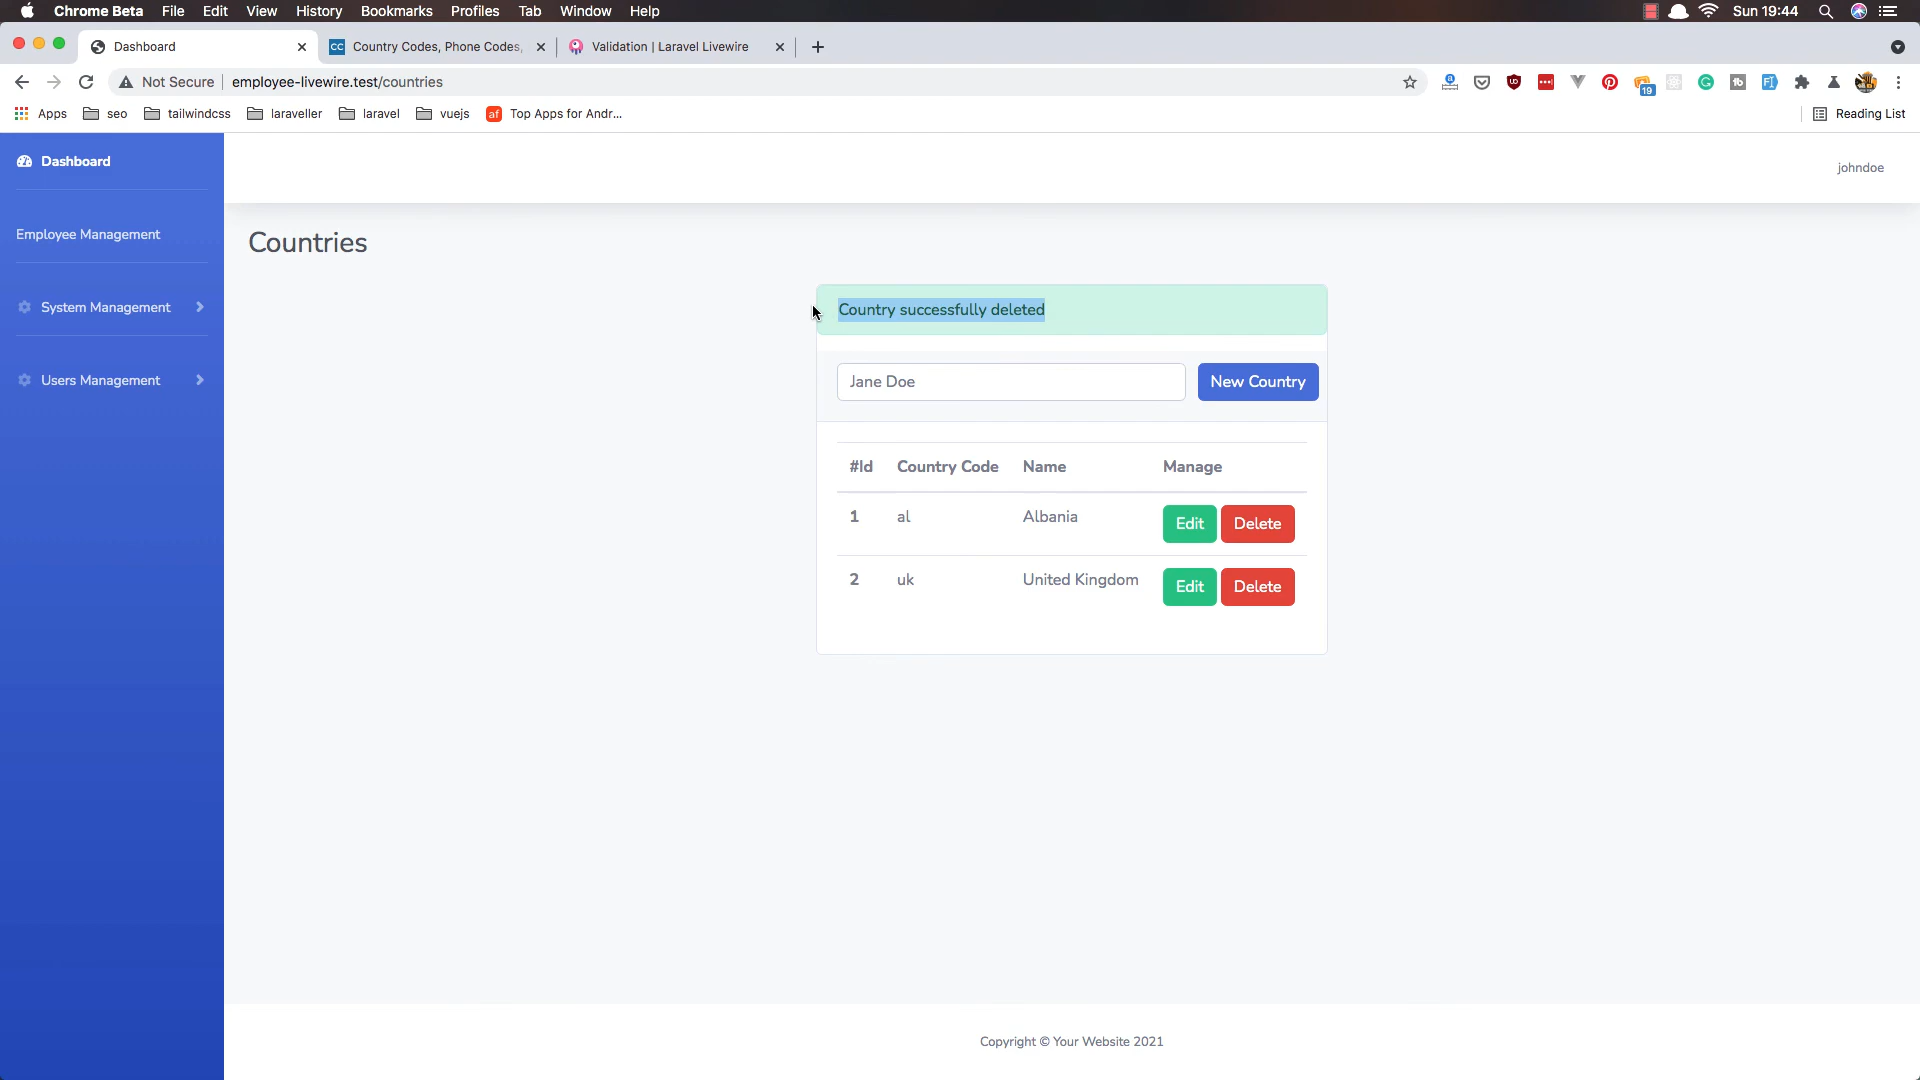 Chrome Beta File Edit View History Bookmarks Profiles Tab Window Help Sun 19:44
Dashboard Country Codes, Phone Codes, Validation | Laravel Livewire
Not Secure employee-livewire.test/countries 19
Apps seo tailwindcss laraveller laravel vuejs af Top Apps for Andr... Reading List
Dashboard
johndoe
Employee Management
Countries
System Management
Country successfully deleted
Users Management
Jane Doe New Country
#Id Country Code Name Manage
1 al Albania Edit Delete
2 uk United Kingdom Edit Delete
Copyright © Your Website 2021